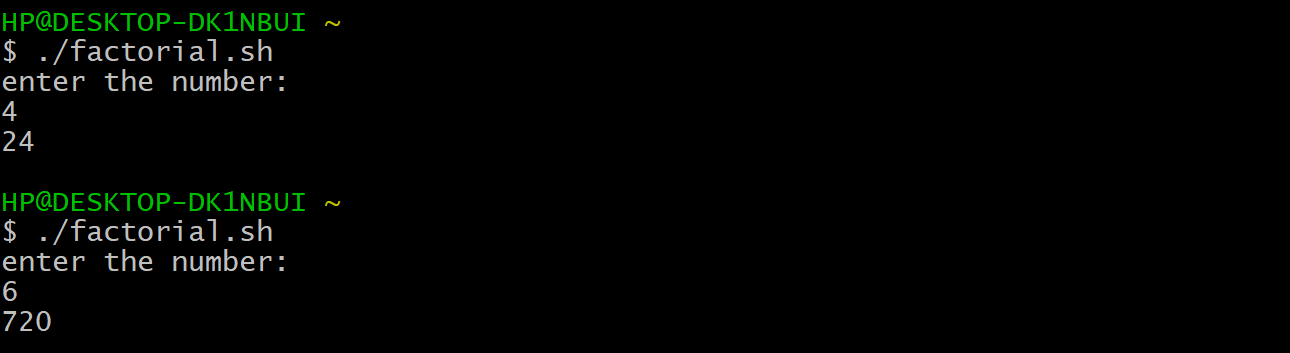 HP@DESKTOP-DK1NBUI ~
$ ./factorial.sh
enter the number:
4
24
HP@DESKTOP-DK1NBUI ~
$ ./factorial.sh
enter the number:
6
720